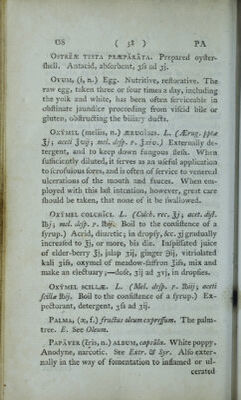 OS ( 52 ) PA
OSTRÆÆ TESTA PRÆPARATA. Prepared oyster-
shell. Antacid, absorbent, ʒſs ad ʒj.
OVUM, (i, n.) Egg. Nutritive, restorative. The
raw egg, taken three or four times a day, including
the yolk and white, has been often serviceable in
obstinate jaundice proceeding from viscid bile or
gluten, obstructing the biliary ducts.
OXYMEL (mellis, n.) ÆRUGINIS. L. (Ærug. ppt.
ʒj; aceti ʒvij; mel. desp. p. ʒxiv.) Externally de-
tergent, and to keep down fungous flesh. When
sufficiently diluted, it serves as an useful application
to scrofulous sores, and is often of service to venereal
ulcerations of the mouth and fauces. When em-
ployed with this last intention, however, great care
should be taken, that none of it be swallowed.
OXYMEL COLCHICI. L. (Colch. rec. ʒj; acet. dist.
℔j; mel. desp. p. ℔ij. Boil to the consistence of a
syrup.) Acrid, diuretic; in dropsy, &c. ʒj gradually
increased to ʒj, or more, bis die. Inspissated juice
of elder-berry ʒj, jalap ʒij, ginger ℈ij, vitriolated
kali ʒiſs, oxymel of meadow-saffron ʒiſs, mix and
make an electuary;—dose, ʒij ad ʒvj, in dropsies.
OXYMEL SCILLÆ. L. (Mel. desp. p. ℔iij; aceti
scillæ ℔ij. Boil to the consistence of a syrup.) Ex-
pectorant, detergent, ʒſs ad ʒij.
PALMA, (æ, f.) fructus oleum expressum. The palm-
tree. E. See Oleum.
PAPAVER (ĕris, n.) ALBUM, capsula. White poppy.
Anodyne, narcotic. See Extr. & Syr. Also exter-
nally in the way of fomentation to inflamed or ul-
cerated